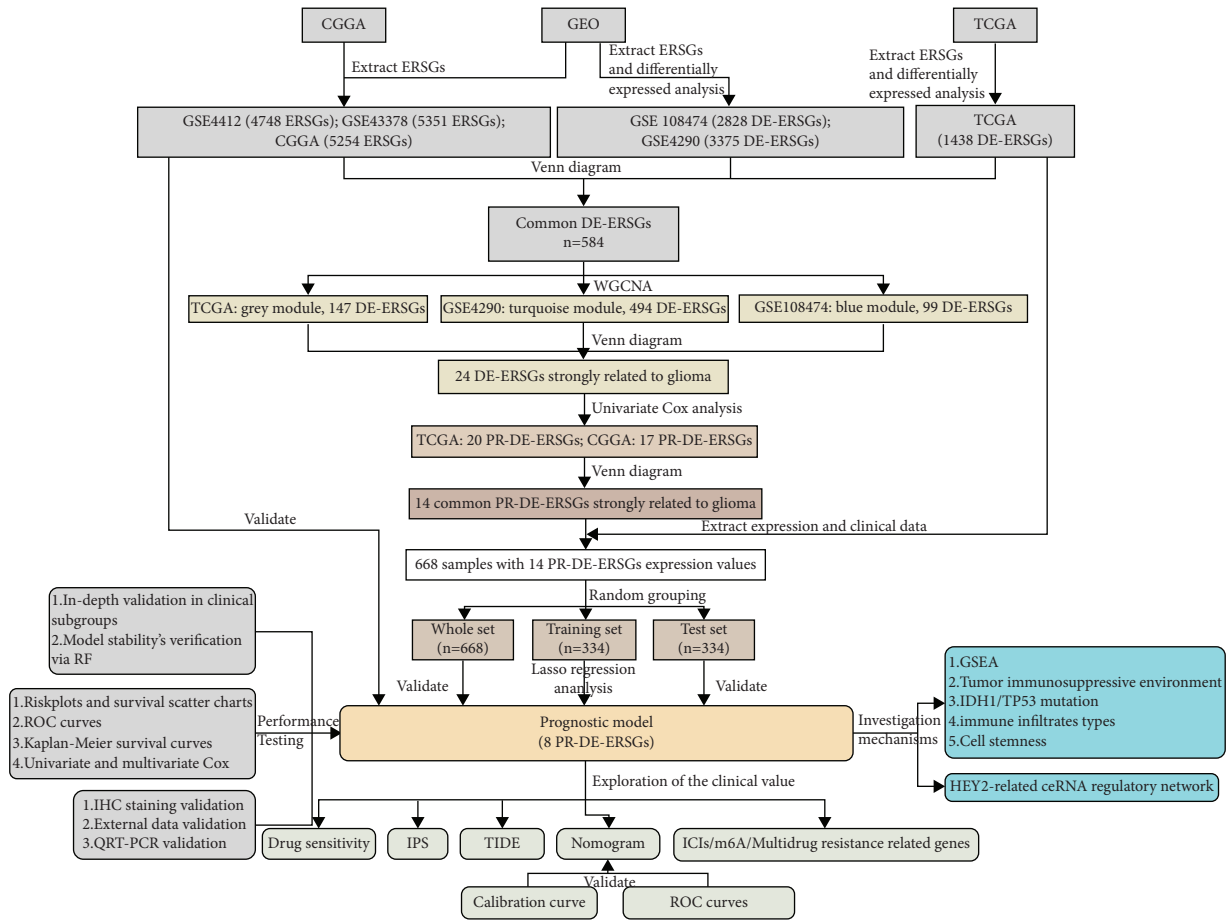 CGGA
GEO
TCGA
Extract ERSGs
Extract ERSGs
and differentially
expressed analysis
Extract ERSGs
and differentially
expressed analysis
GSE4412 (4748 ERSGs); GSE43378 (5351 ERSGs);
CGGA (5254 ERSGs)
GSE 108474 (2828 DE-ERSGs);
GSE4290 (3375 DE-ERSGs)
TCGA
(1438 DE-ERSGs)
Venn diagram
Common DE-ERSGs
n=584
WGCNA
TCGA: grey module, 147 DE-ERSGs
GSE4290: turquoise module, 494 DE-ERSGs
GSE108474: blue module, 99 DE-ERSGs
Venn diagram
24 DE-ERSGs strongly related to glioma
Univariate Cox analysis
TCGA: 20 PR-DE-ERSGs; CGGA: 17 PR-DE-ERSGs
Venn diagram
14 common PR-DE-ERSGs strongly related to glioma
Validate
Extract expression and clinical data
668 samples with 14 PR-DE-ERSGs expression values
Random grouping
Whole set
(n=668)
Training set
(n=334)
Test set
(n=334)
Validate
Lasso regression
ananlysis
Validate
1.In-depth validation in clinical
subgroups
2.Model stability's verification
via RF
1.Riskplots and survival scatter charts
2.ROC curves
3.Kaplan-Meier survival curves
4.Univariate and multivariate Cox
1.IHC staining validation
2.External data validation
3.QRT-PCR validation
Performance
Testing
Prognostic model
(8 PR-DE-ERSGs)
Investigation
mechanisms
1.GSEA
2.Tumor immunosuppressive environment
3.IDH1/TP53 mutation
4.immune infiltrates types
5.Cell stemness
HEY2-related ceRNA regulatory network
Exploration of the clinical value
Drug sensitivity
IPS
TIDE
Nomogram
ICIs/m6A/Multidrug resistance related genes
Validate
Calibration curve
ROC curves